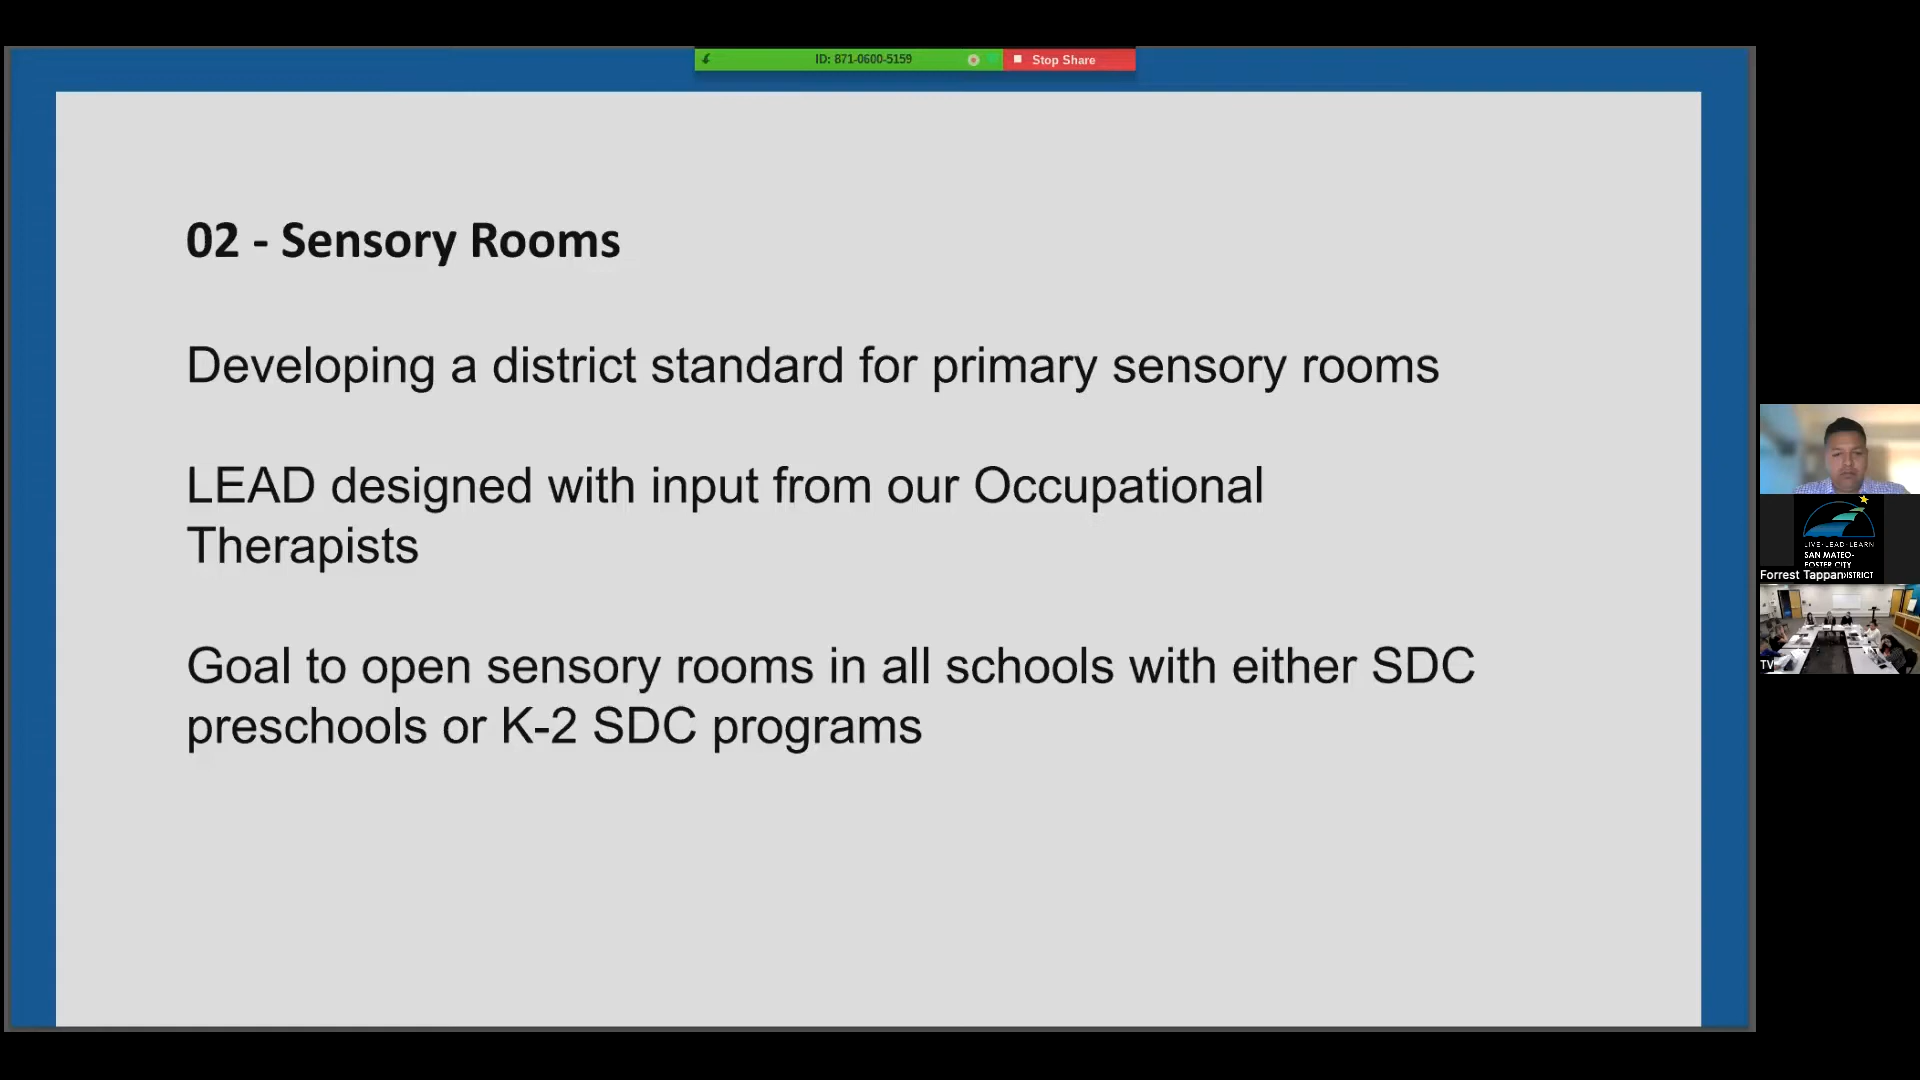 ID: 871-0600-5159
Stop Share
02 - Sensory Rooms
Developing a district standard for primary sensory rooms
LEAD designed with input from our Occupational
Therapists
Goal to open sensory rooms in all schools with either SDC
preschools or K-2 SDC programs
LIVE·LEAD·LEARN
SAN MATEO-
FOSTER CITY
Forrest Tappan
TV